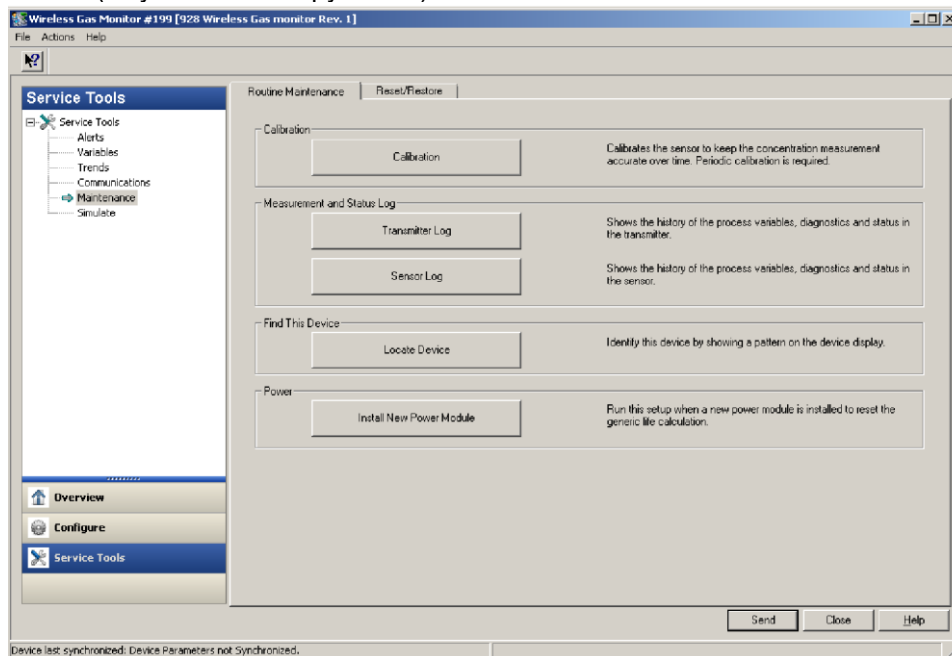 Wireless Gas Monitor #199 [928 Wireless Gas monitor Rev. 1]
File Actions Help
Service Tools
Service Tools
Alerts
Variables
Trends
Communications
Maintenance
Simulate
Overview
Configure
Service Tools
Routine Maintenance Reset/Restore
Calibration
Calibration
Calibrates the sensor to keep the concentration measurement
accurate over time. Periodic calibration is required.
Measurement and Status Log
Transmitter Log
Shows the history of the process variables, diagnostics and status in
the transmitter.
Sensor Log
Shows the history of the process variables, diagnostics and status in
the sensor.
Find This Device
Locate Device
Identify this device by showing a pattern on the device display.
Power
Install New Power Module
Run this setup when a new power module is installed to reset the
generic life calculation.
Send Close Help
Device last synchronized: Device Parameters not Synchronized.